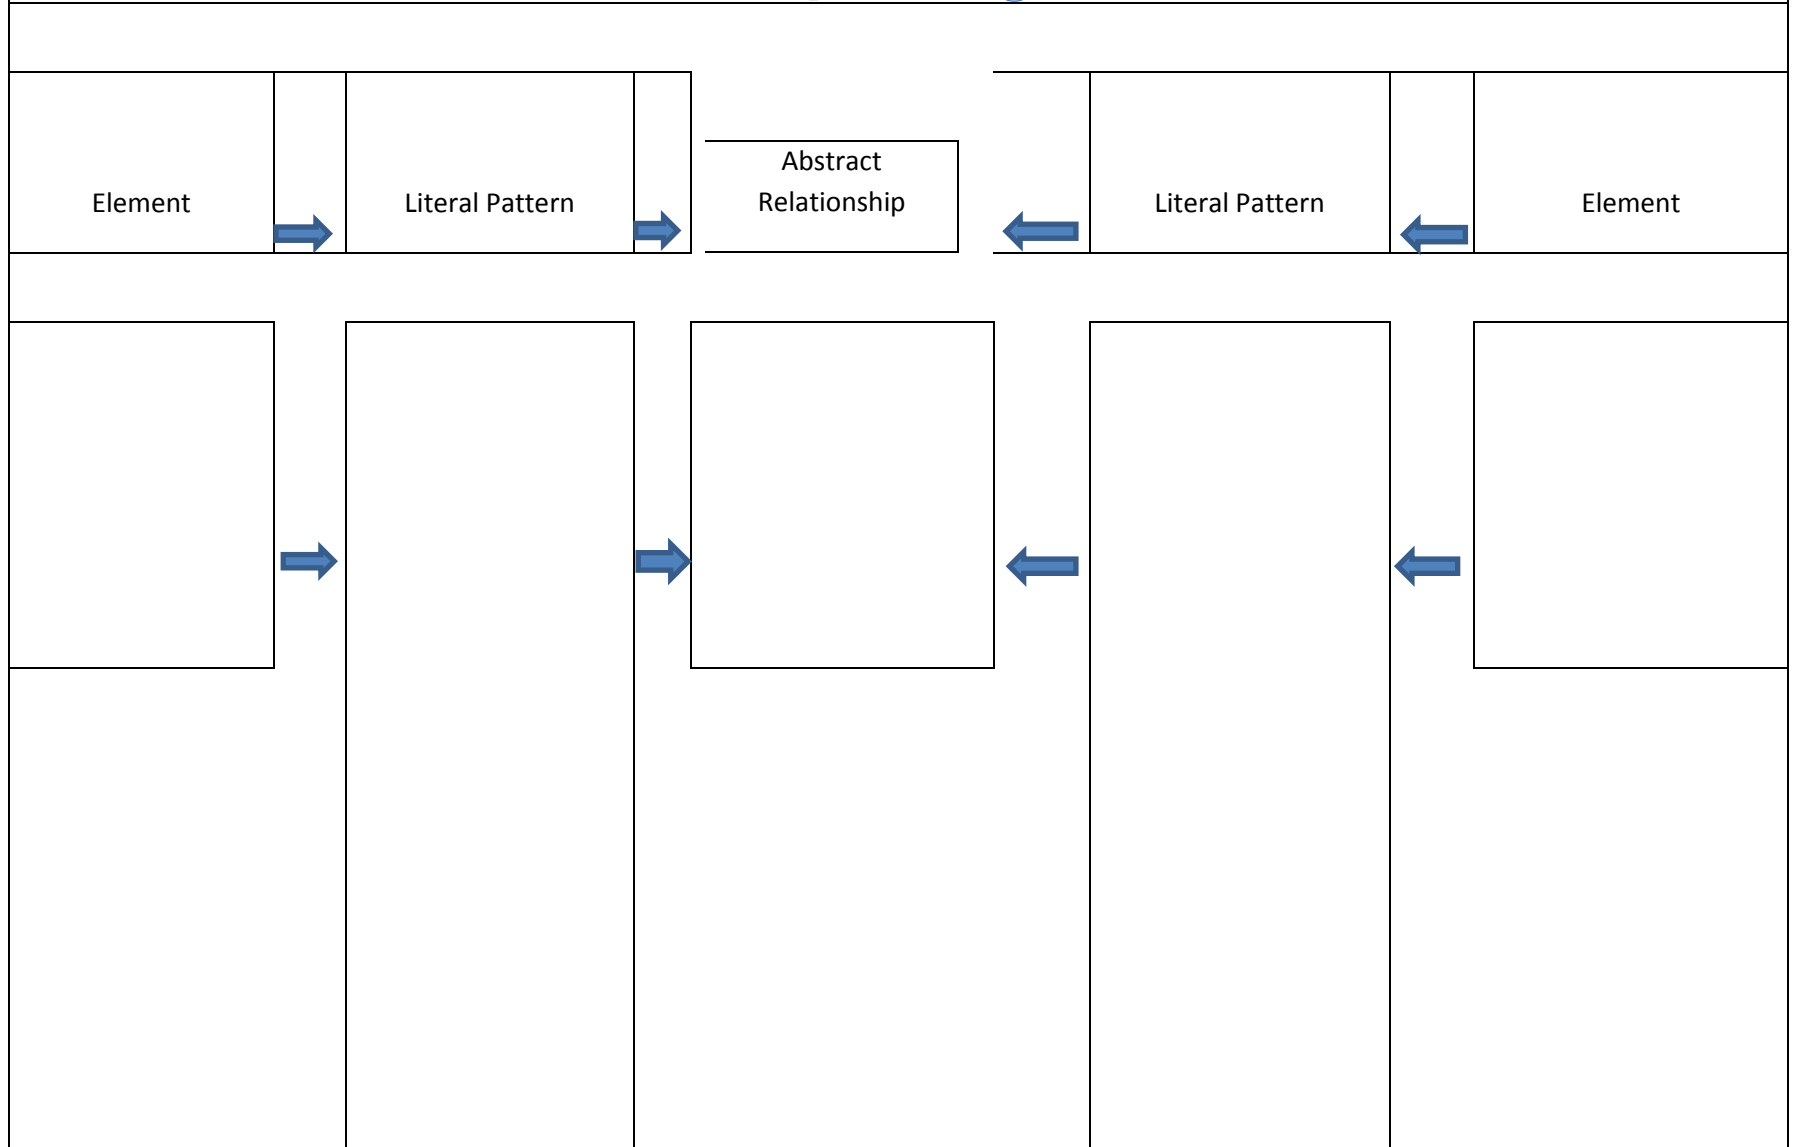 Element
Literal Pattern
Abstract
Relationship
Literal Pattern
Element